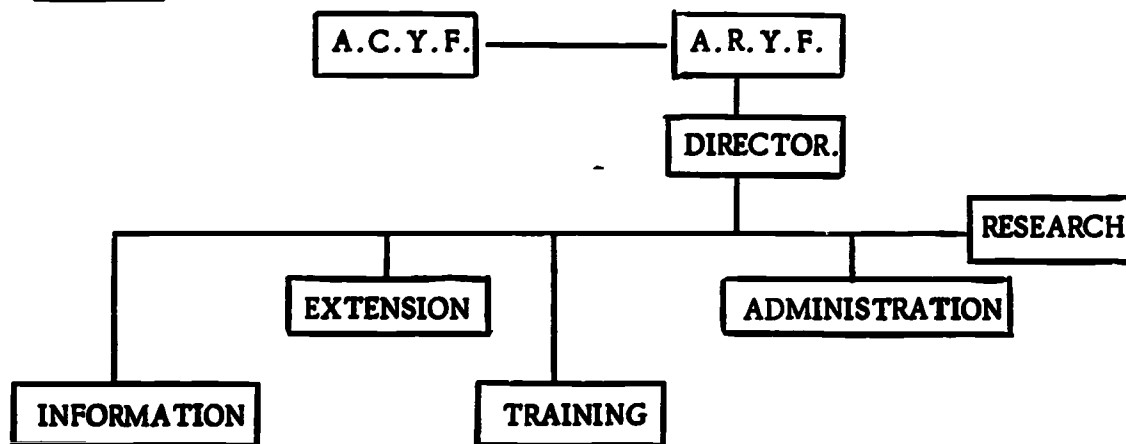 A.C.Y.F. A.R.Y.F.
DIRECTOR.
RESEARCH
EXTENSION ADMINISTRATION
INFORMATION TRAINING